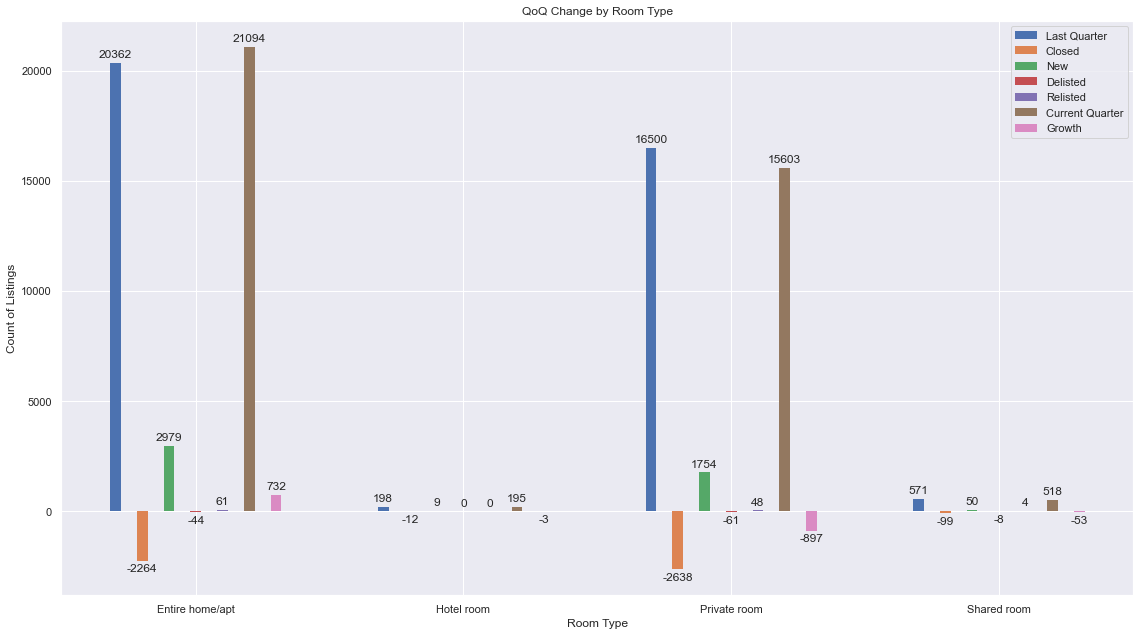 QoQ Change by Room Type
Last Quarter
Closed
New
Delisted
Relisted
Current Quarter
Growth
Count of Listings
20000
15000
10000
5000
0
20362
-2264
2979
-44
61
21094
732
198
-12
9
0
0
195
-3
16500
-2638
1754
-61
48
15603
-897
571
-99
50
-8
4
518
-53
Entire home/apt
Hotel room
Private room
Shared room
Room Type